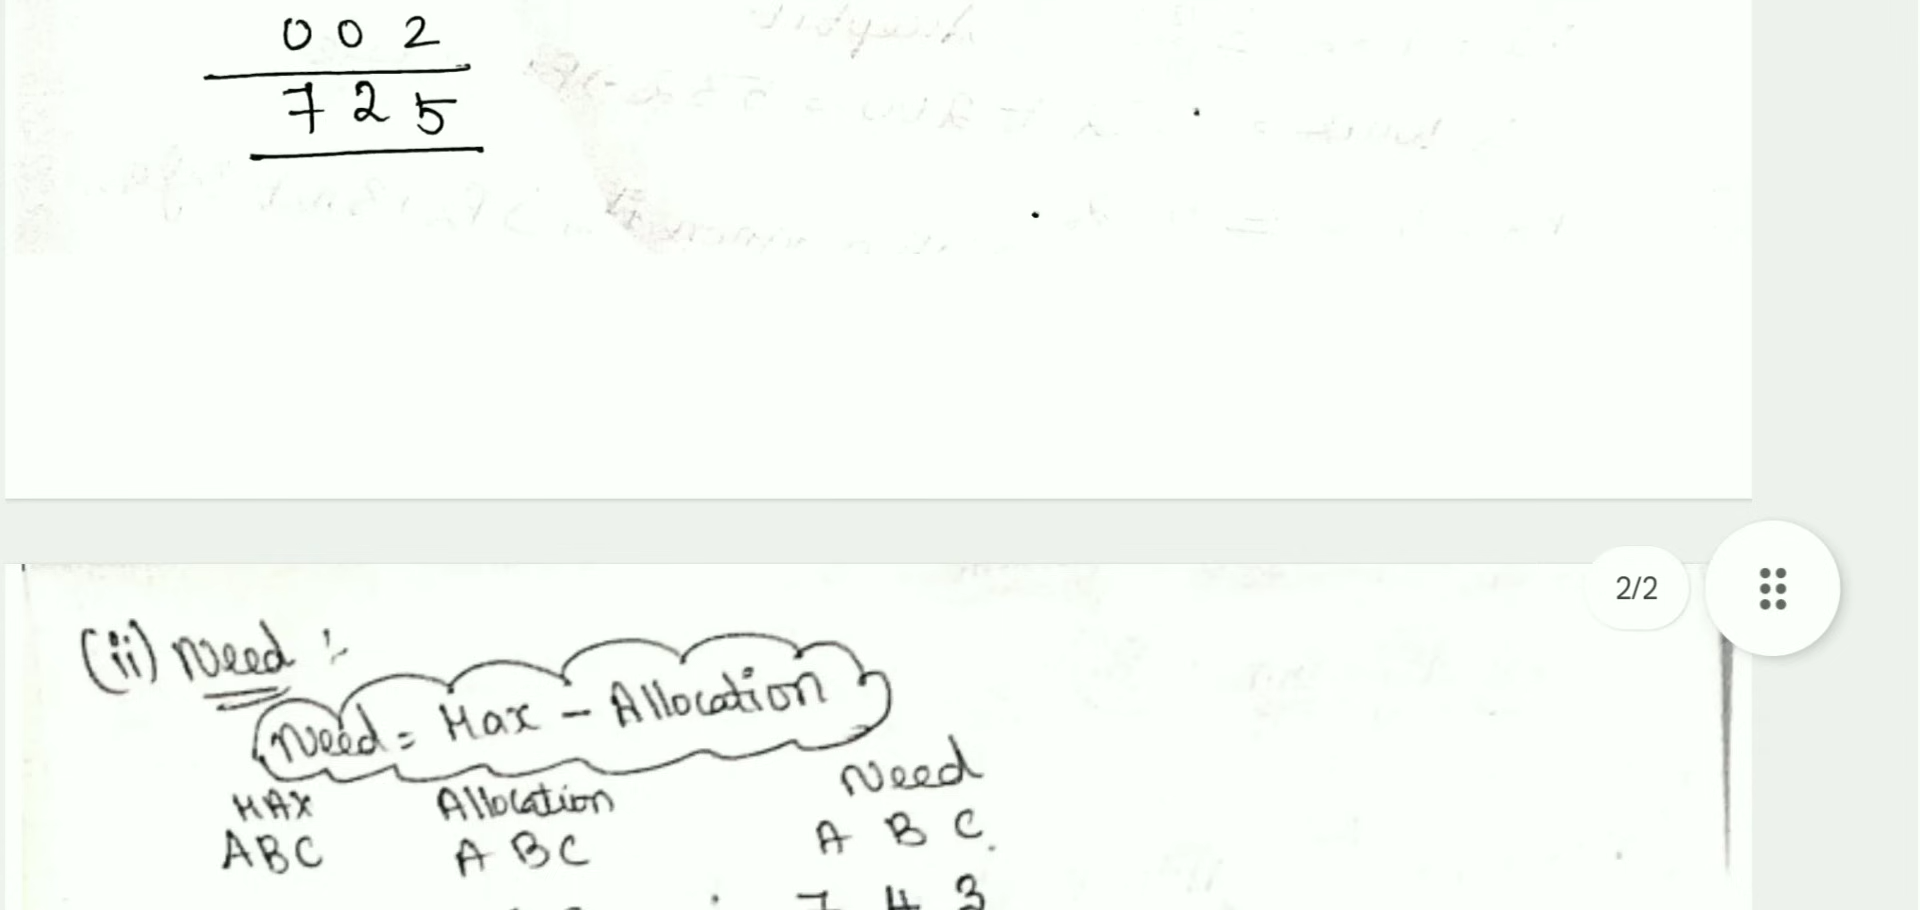 0 0 2
7 2 5
2/2
(ii) Need :-
Need = Max - Allocation
MAX Allocation Need
ABC A BC A B C.
7 4 3